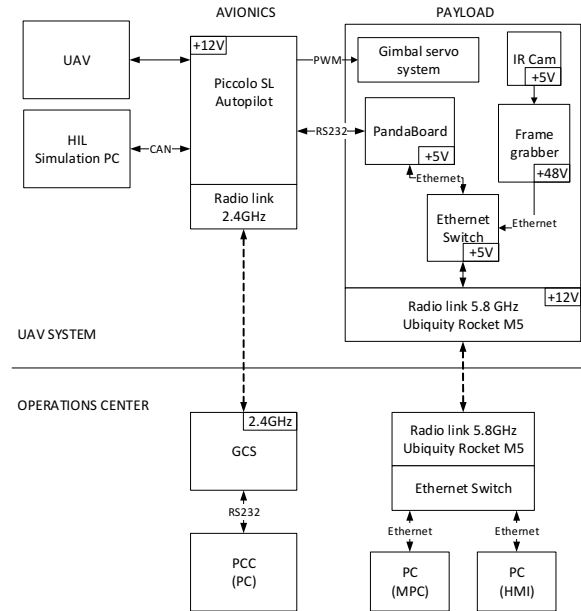 AVIONICS
PAYLOAD
UAV
+12V
Piccolo SL
Autopilot
PWM
Gimbal servo
system
IR Cam
+5V
HIL
Simulation PC
CAN
RS232
PandaBoard
+5V
Frame
grabber
+48V
Ethernet
Ethernet
Radio link
2.4GHz
Ethernet
Switch
+5V
Radio link 5.8 GHz
Ubiquity Rocket M5
+12V
UAV SYSTEM
OPERATIONS CENTER
2.4GHz
GCS
Radio link 5.8GHz
Ubiquity Rocket M5
Ethernet Switch
RS232
Ethernet
Ethernet
PCC
(PC)
PC
(MPC)
PC
(HMI)